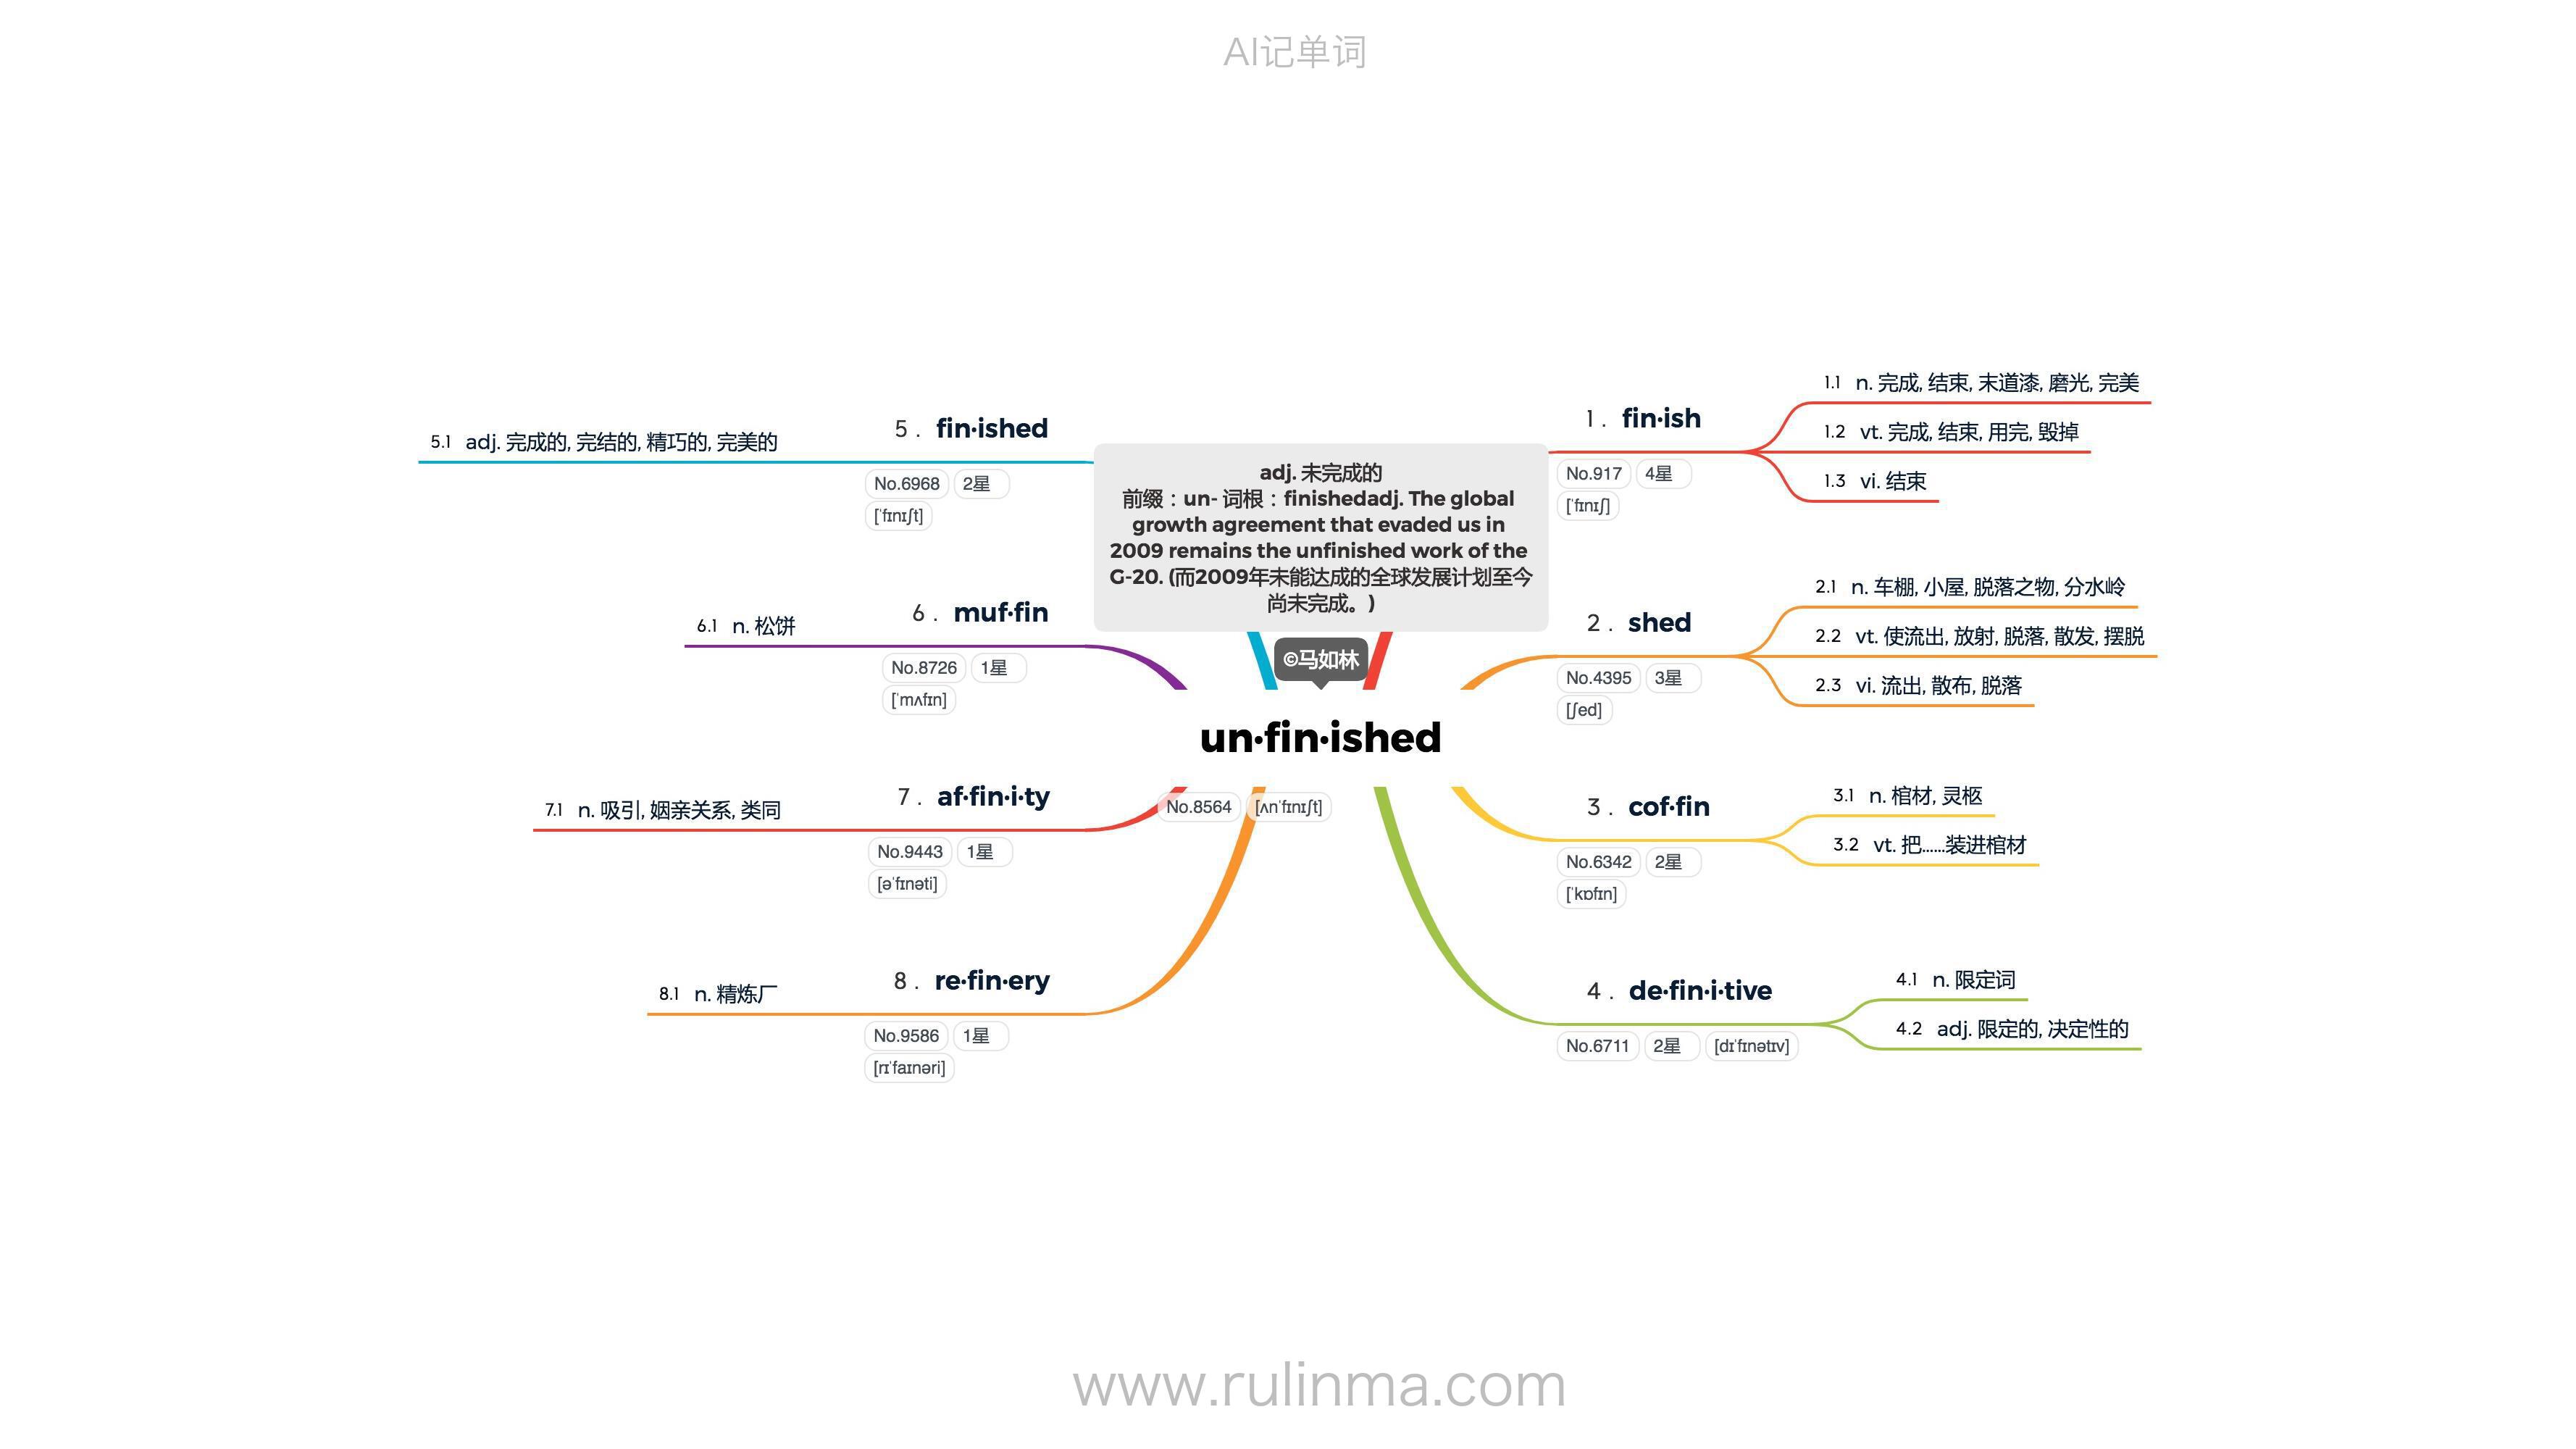 AI记单词
adj. 未完成的
前缀：un- 词根：finishedadj. The global
growth agreement that evaded us in
2009 remains the unfinished work of the
G-20. (而2009年未能达成的全球发展计划至今
尚未完成。)
©马如林
un·fin·ished
No.8564 [ʌnˈfɪnɪʃt]
1 . fin·ish
No.917 4星
[ˈfɪnɪʃ]
1.1 n. 完成, 结束, 末道漆, 磨光, 完美
1.2 vt. 完成, 结束, 用完, 毁掉
1.3 vi. 结束
2 . shed
No.4395 3星
[ʃed]
2.1 n. 车棚, 小屋, 脱落之物, 分水岭
2.2 vt. 使流出, 放射, 脱落, 散发, 摆脱
2.3 vi. 流出, 散布, 脱落
3 . cof·fin
No.6342 2星
[ˈkɒfɪn]
3.1 n. 棺材, 灵柩
3.2 vt. 把……装进棺材
4 . de·fin·i·tive
No.6711 2星 [dɪˈfɪnətɪv]
4.1 n. 限定词
4.2 adj. 限定的, 决定性的
5 . fin·ished
No.6968 2星
[ˈfɪnɪʃt]
5.1 adj. 完成的, 完结的, 精巧的, 完美的
6 . muf·fin
No.8726 1星
[ˈmʌfɪn]
6.1 n. 松饼
7 . af·fin·i·ty
No.9443 1星
[əˈfɪnəti]
7.1 n. 吸引, 姻亲关系, 类同
8 . re·fin·ery
No.9586 1星
[rɪˈfaɪnəri]
8.1 n. 精炼厂
www.rulinma.com